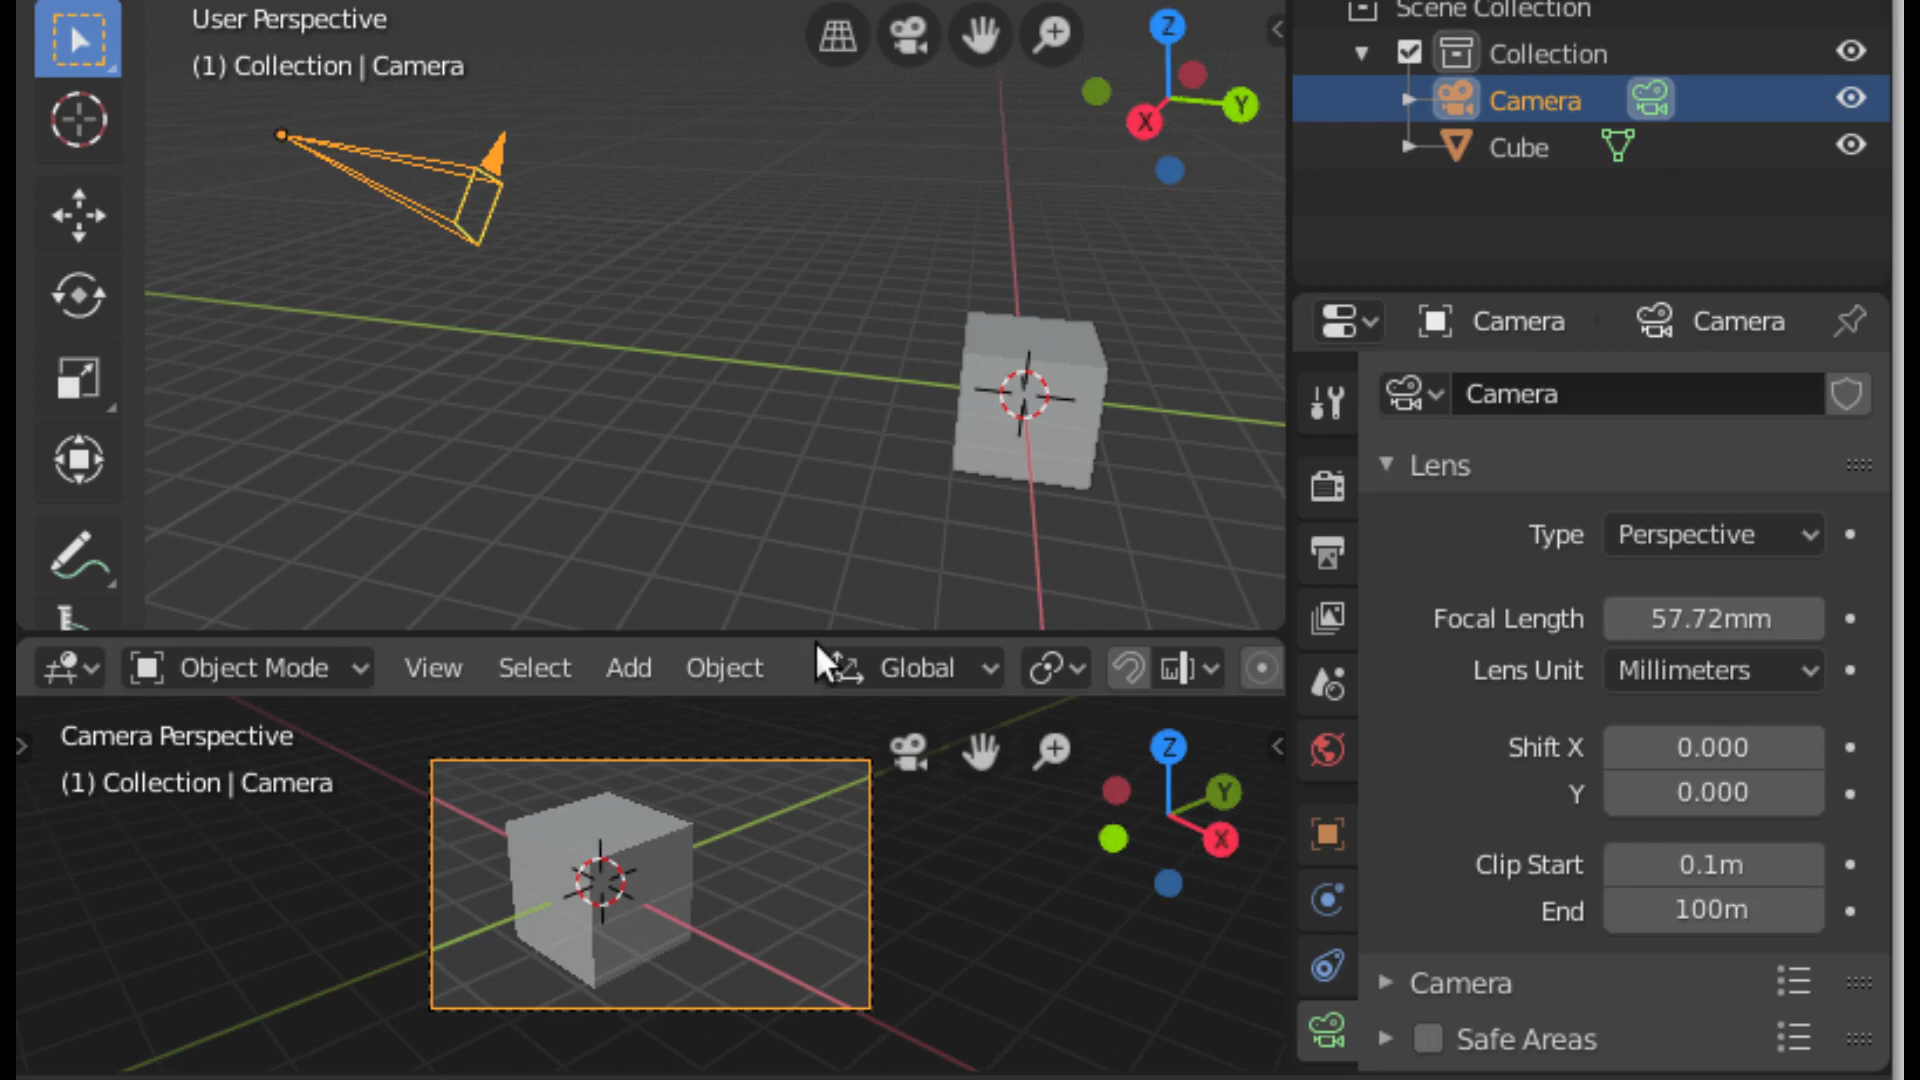 User Perspective
(1) Collection | Camera
Z
Y
X
Scene Collection
Collection
Camera
Cube
Camera
Camera
Camera
Lens
Type
Perspective
Focal Length
57.72mm
Lens Unit
Millimeters
Shift X
0.000
Y
0.000
Clip Start
0.1m
End
100m
Camera
Safe Areas
Object Mode
View
Select
Add
Object
Global
Camera Perspective
(1) Collection | Camera
Z
Y
X